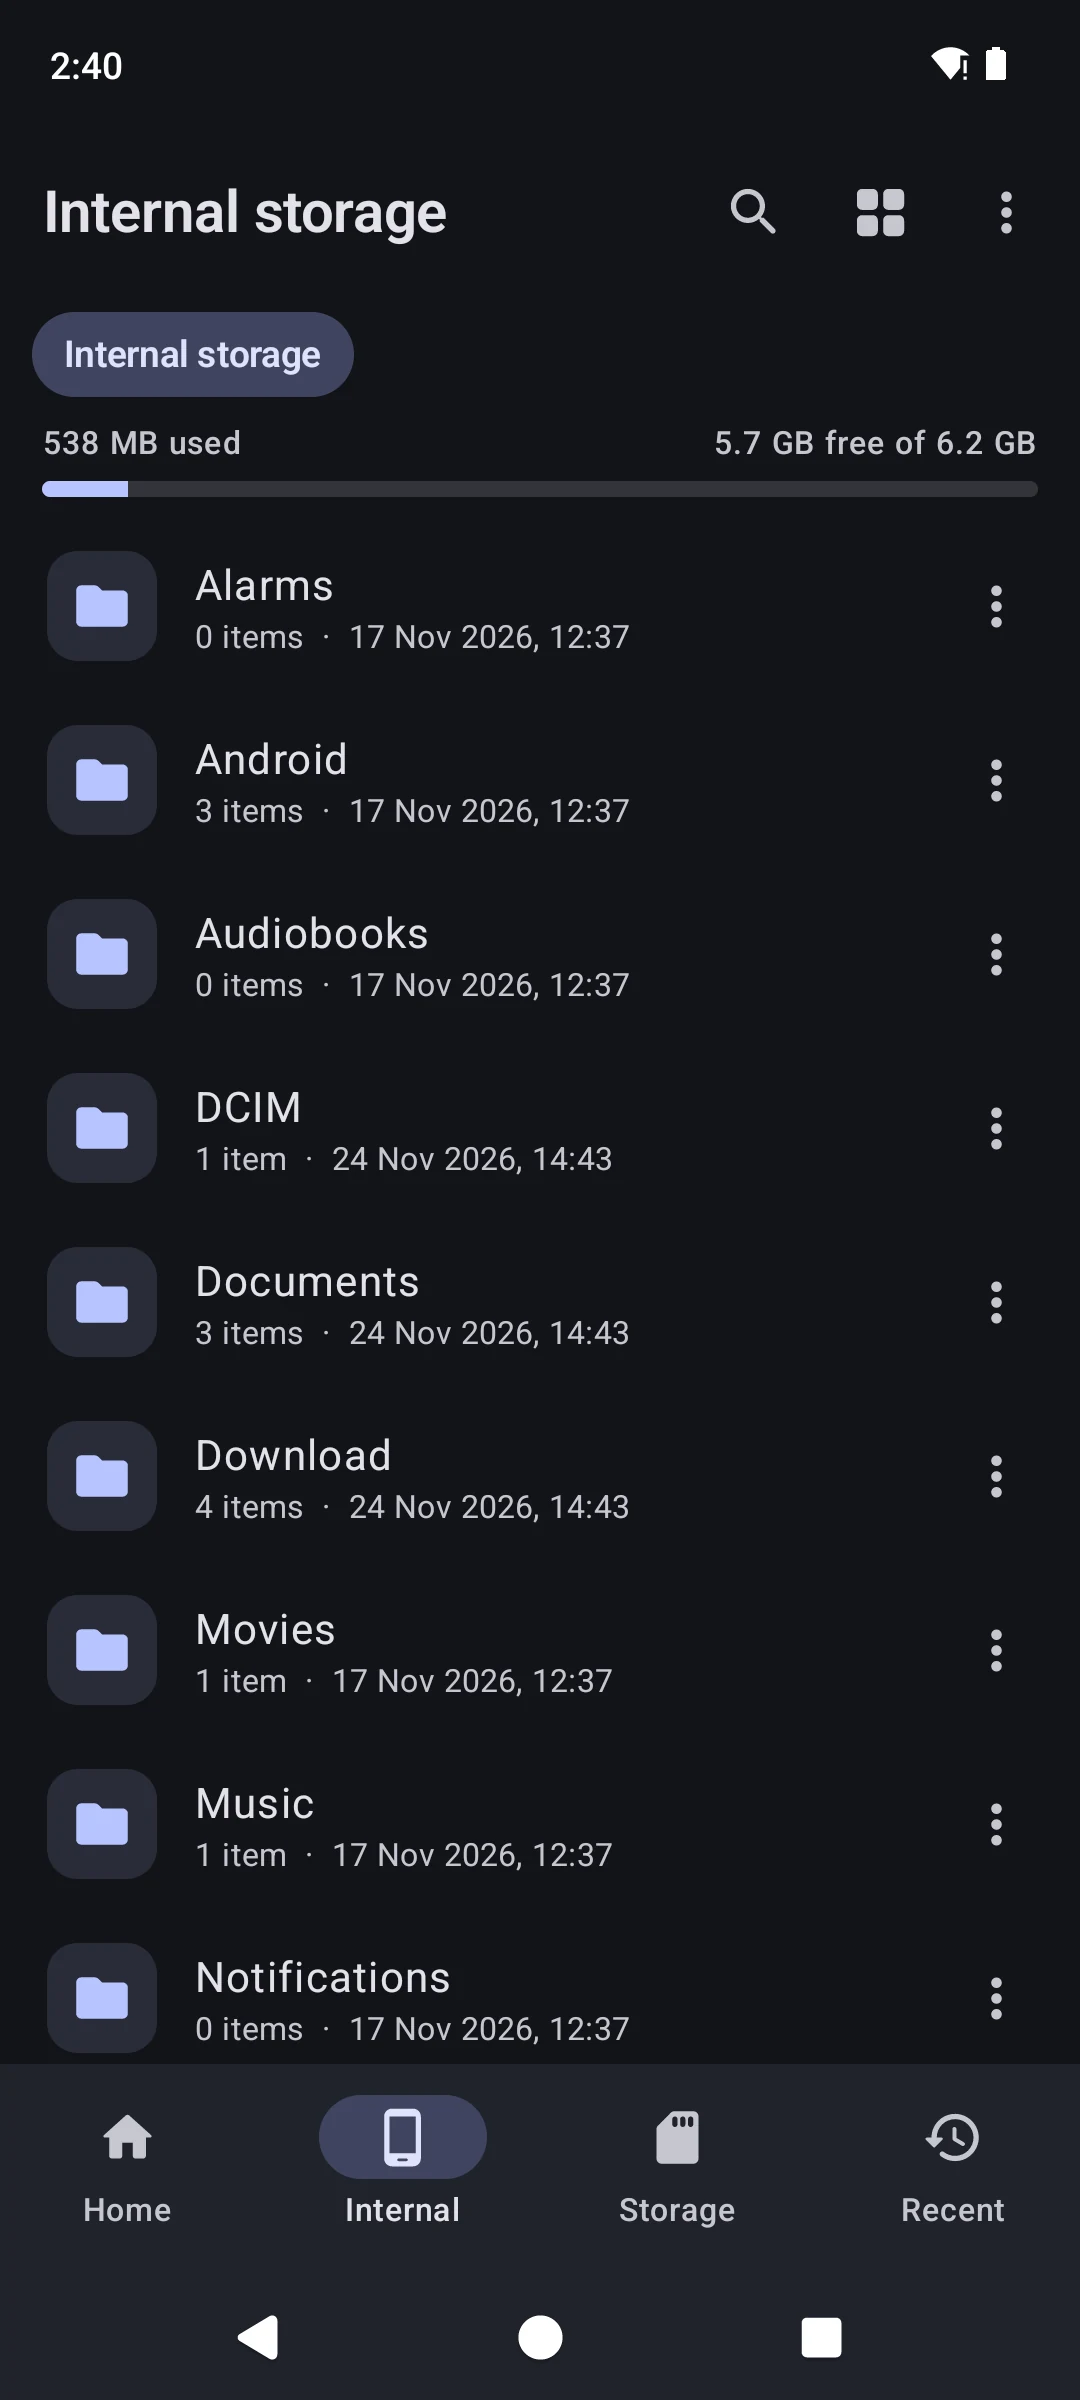 2:40
Internal storage
Internal storage
538 MB used
5.7 GB free of 6.2 GB
Alarms
0 items · 17 Nov 2026, 12:37
Android
3 items · 17 Nov 2026, 12:37
Audiobooks
0 items · 17 Nov 2026, 12:37
DCIM
1 item · 24 Nov 2026, 14:43
Documents
3 items · 24 Nov 2026, 14:43
Download
4 items · 24 Nov 2026, 14:43
Movies
1 item · 17 Nov 2026, 12:37
Music
1 item · 17 Nov 2026, 12:37
Notifications
0 items · 17 Nov 2026, 12:37
Home
Internal
Storage
Recent